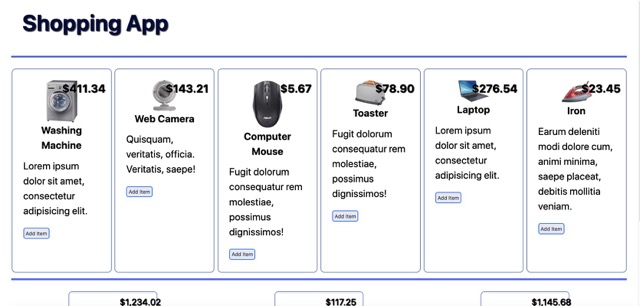 Shopping App
$411.34
Washing
Machine
Lorem ipsum
dolor sit amet,
consectetur
adipisicing elit.
Add Item
$143.21
Web Camera
Quisquam,
veritatis, officia.
Veritatis, saepe!
Add Item
$5.67
Computer
Mouse
Fugit dolorum
consequatur rem
molestiae,
possimus
dignissimos!
Add Item
$78.90
Toaster
Fugit dolorum
consequatur rem
molestiae,
possimus
dignissimos!
Add Item
$276.54
Laptop
Lorem ipsum
dolor sit amet,
consectetur
adipisicing elit.
Add Item
$23.45
Iron
Earum deleniti
modi dolore cum,
animi minima,
saepe placeat,
debitis mollitia
veniam.
Add Item
$1,234.02
$117.25
$1,145.68